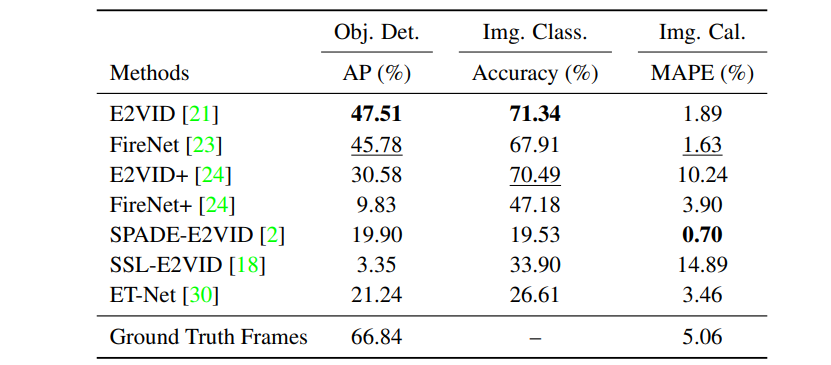 Obj. Det. Img. Class. Img. Cal.
Methods AP (%) Accuracy (%) MAPE (%)
E2VID [21] 47.51 71.34 1.89
FireNet [23] 45.78 67.91 1.63
E2VID+ [24] 30.58 70.49 10.24
FireNet+ [24] 9.83 47.18 3.90
SPADE-E2VID [2] 19.90 19.53 0.70
SSL-E2VID [18] 3.35 33.90 14.89
ET-Net [30] 21.24 26.61 3.46
Ground Truth Frames 66.84 – 5.06